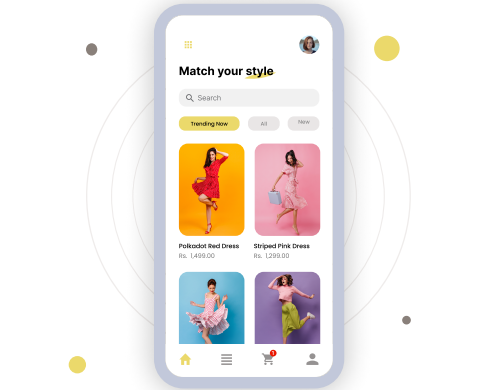 Match your style
Search
Trending Now
All
New
Polkadot Red Dress
Striped Pink Dress
Rs. 1,499.00
Rs. 1,299.00
1